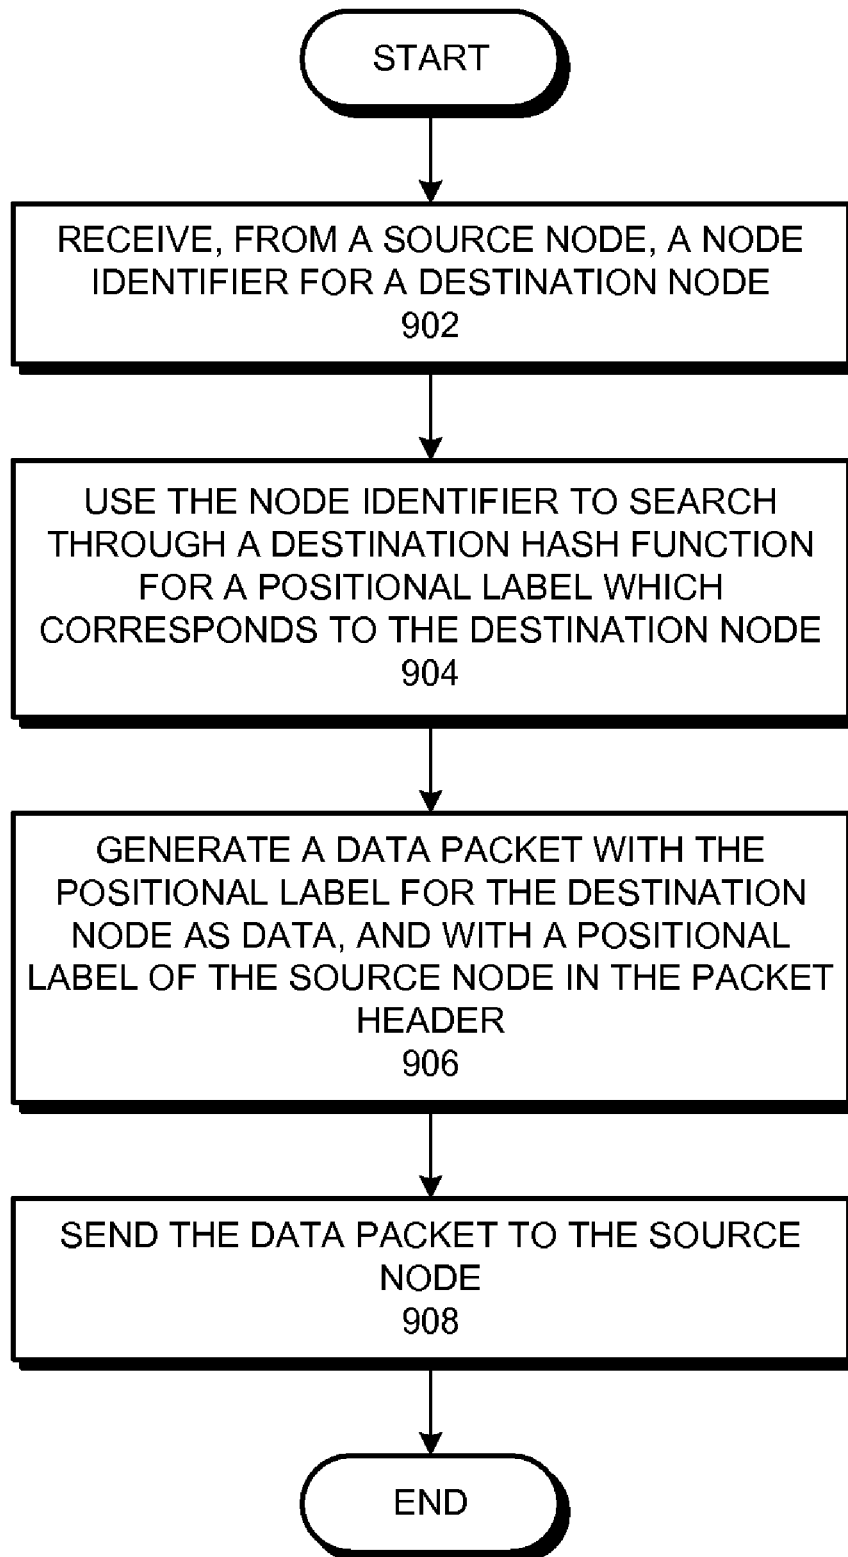 START
RECEIVE, FROM A SOURCE NODE, A NODE
IDENTIFIER FOR A DESTINATION NODE
902
USE THE NODE IDENTIFIER TO SEARCH
THROUGH A DESTINATION HASH FUNCTION
FOR A POSITIONAL LABEL WHICH
CORRESPONDS TO THE DESTINATION NODE
904
GENERATE A DATA PACKET WITH THE
POSITIONAL LABEL FOR THE DESTINATION
NODE AS DATA, AND WITH A POSITIONAL
LABEL OF THE SOURCE NODE IN THE PACKET
HEADER
906
SEND THE DATA PACKET TO THE SOURCE
NODE
908
END